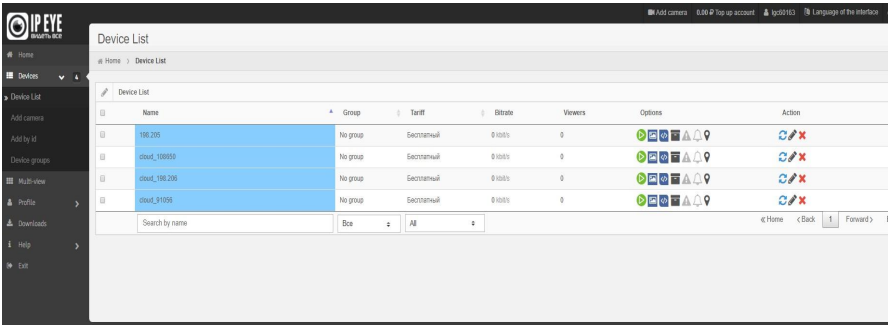 Add camera 0.00 ₽ Top up account lgc60163 Language of the interface
IP EYE
ВИДЕТЬ ВСЕ
Device List
Home
Home > Device List
Devices 4
Device List
Device List
Add camera
Name Group Tariff Bitrate Viewers Options Action
Add by id
198.205 No group Бесплатный 0 kbit/s 0
Device groups
cloud_108650 No group Бесплатный 0 kbit/s 0
Multi-view
cloud_198.206 No group Бесплатный 0 kbit/s 0
Profile
cloud_91056 No group Бесплатный 0 kbit/s 0
Downloads
Search by name Все All « Home < Back 1 Forward >
Help
Exit